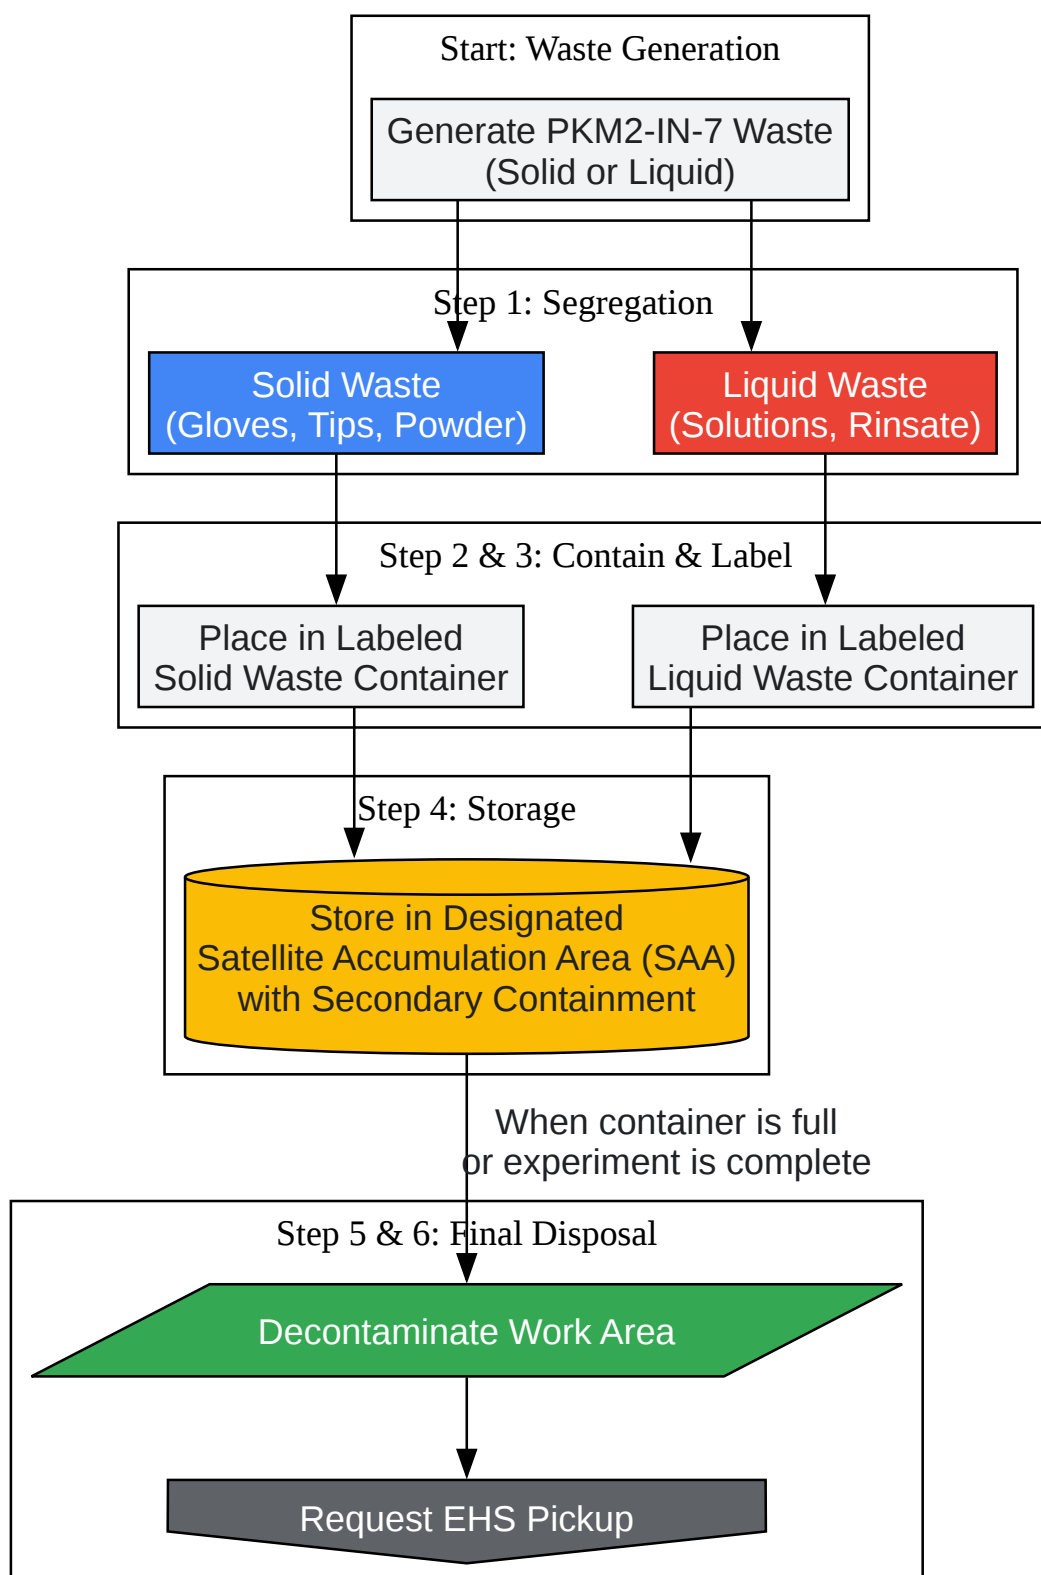 Start: Waste Generation
Generate PKM2-IN-7 Waste
(Solid or Liquid)
Step 1: Segregation
Solid Waste
(Gloves, Tips, Powder)
Liquid Waste
(Solutions, Rinsate)
Step 2 & 3: Contain & Label
Place in Labeled
Solid Waste Container
Place in Labeled
Liquid Waste Container
Step 4: Storage
Store in Designated
Satellite Accumulation Area (SAA)
with Secondary Containment
When container is full
or experiment is complete
Step 5 & 6: Final Disposal
Decontaminate Work Area
Request EHS Pickup